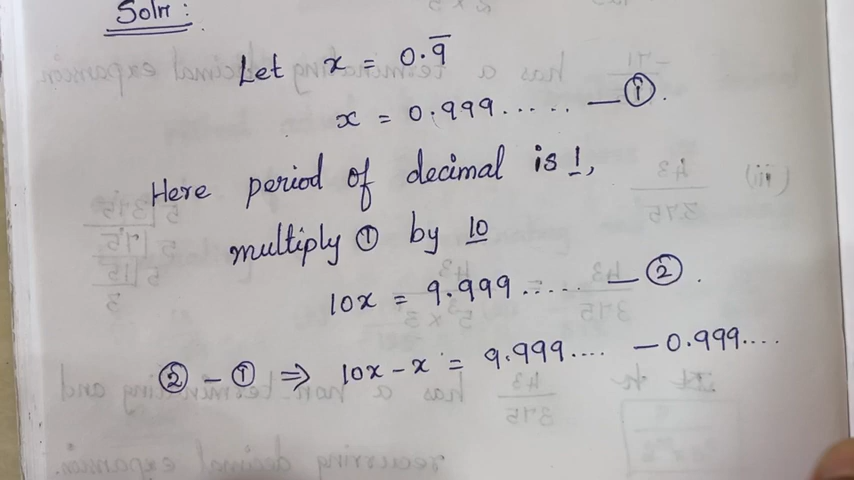 Soln :
Let x = 0.9̅
x = 0.999...... — ①.
Here period of decimal is 1,
multiply ① by 10
10x = 9.999...... — ②.
② – ① ⇒ 10x – x = 9.999.... – 0.999....